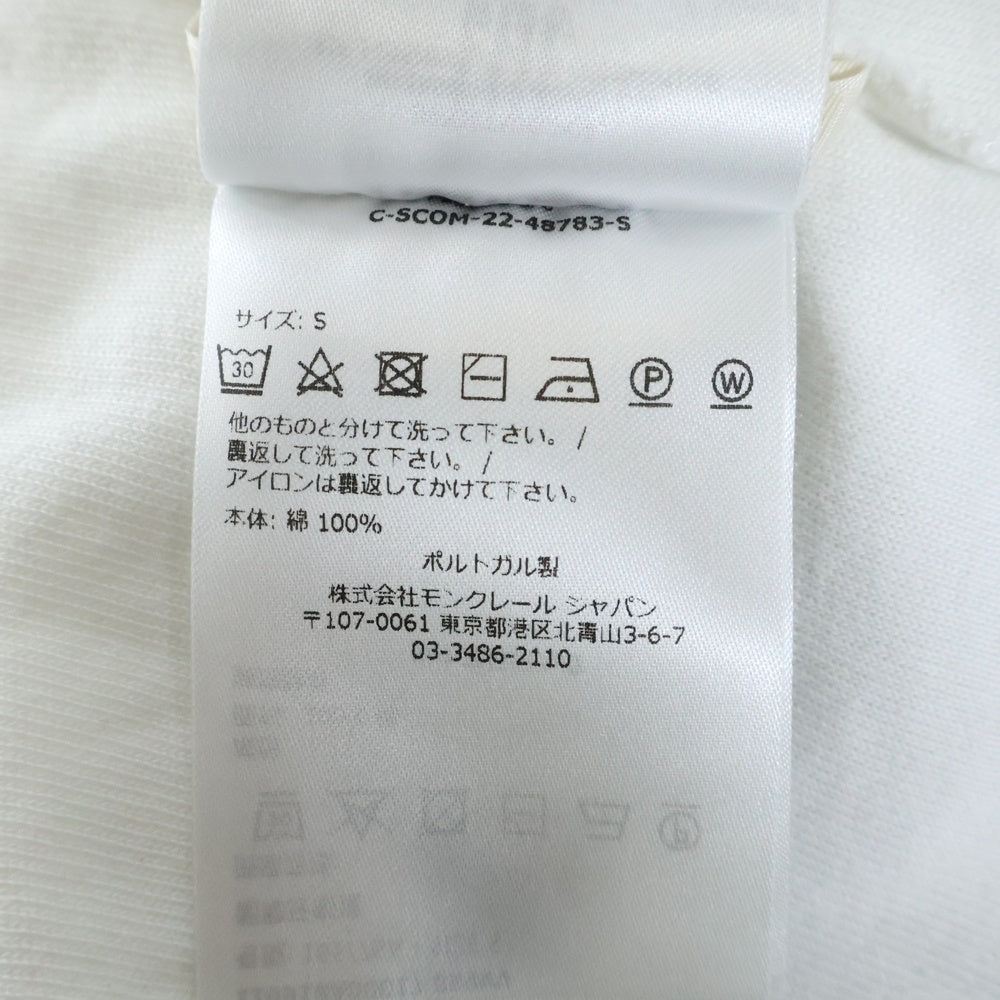 C-SCOM-22-48783-S
サイズ: S
30
P
W
他のものと分けて洗って下さい。 /
裏返して洗って下さい。 /
アイロンは裏返してかけて下さい。
本体: 綿 100%
ポルトガル製
株式会社モンクレール ジャパン
〒107-0061 東京都港区北青山3-6-7
03-3486-2110